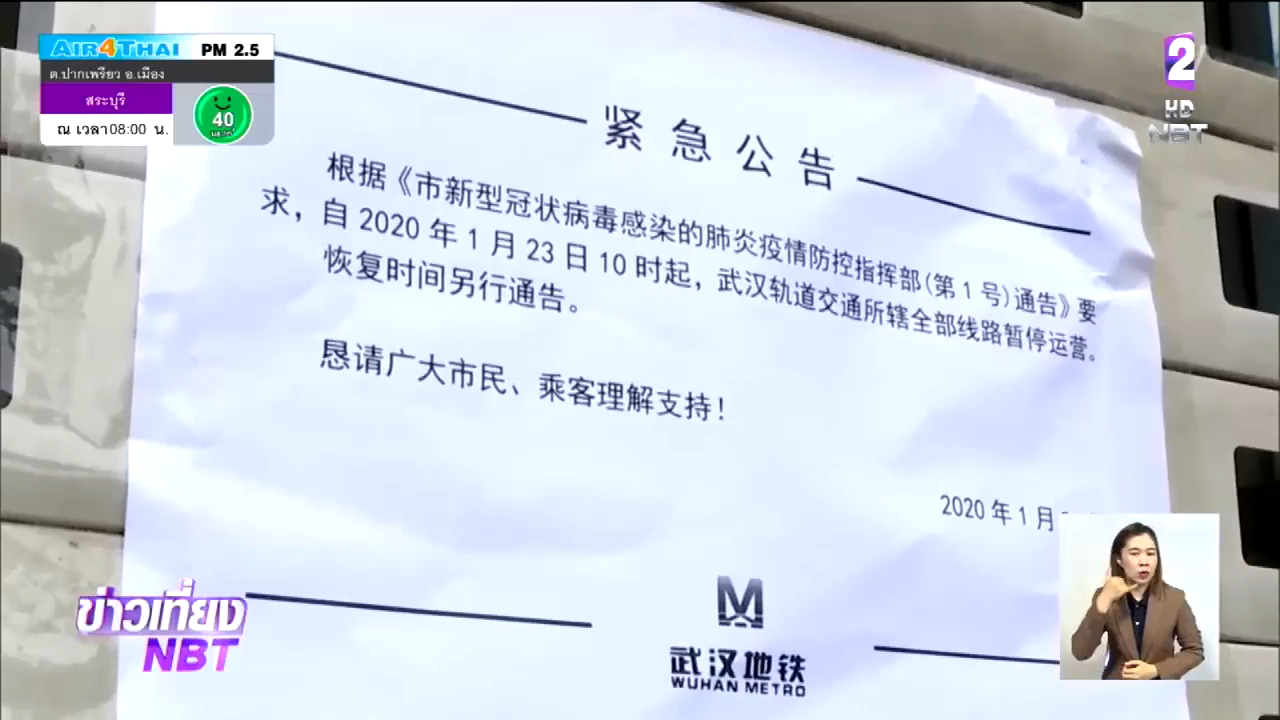 AIR4THAI PM 2.5
ต.ปากเพรียว อ.เมือง
สระบุรี
ณ เวลา08:00 น.
40
2
HD
NBT
紧急公告
根据《市新型冠状病毒感染的肺炎疫情防控指挥部(第1号)通告》要
求，自2020年1月23日10时起，武汉轨道交通所辖全部线路暂停运营。
恢复时间另行通告。
恳请广大市民、乘客理解支持！
2020年1月
武汉地铁
WUHAN METRO
ข่าวเที่ยง
NBT